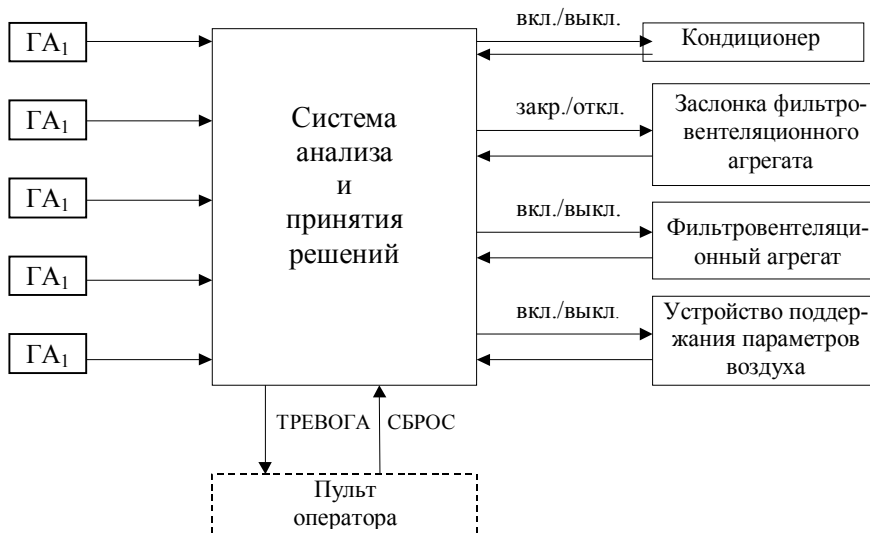 ГА₁
ГА₁
ГА₁
ГА₁
ГА₁
Система
анализа
и
принятия
решений
вкл./выкл.
Кондиционер
закр./откл.
Заслонка фильтро-
вентеляционного
агрегата
вкл./выкл.
Фильтровентеляци-
онный агрегат
вкл./выкл.
Устройство поддер-
жания параметров
воздуха
ТРЕВОГА
СБРОС
Пульт
оператора